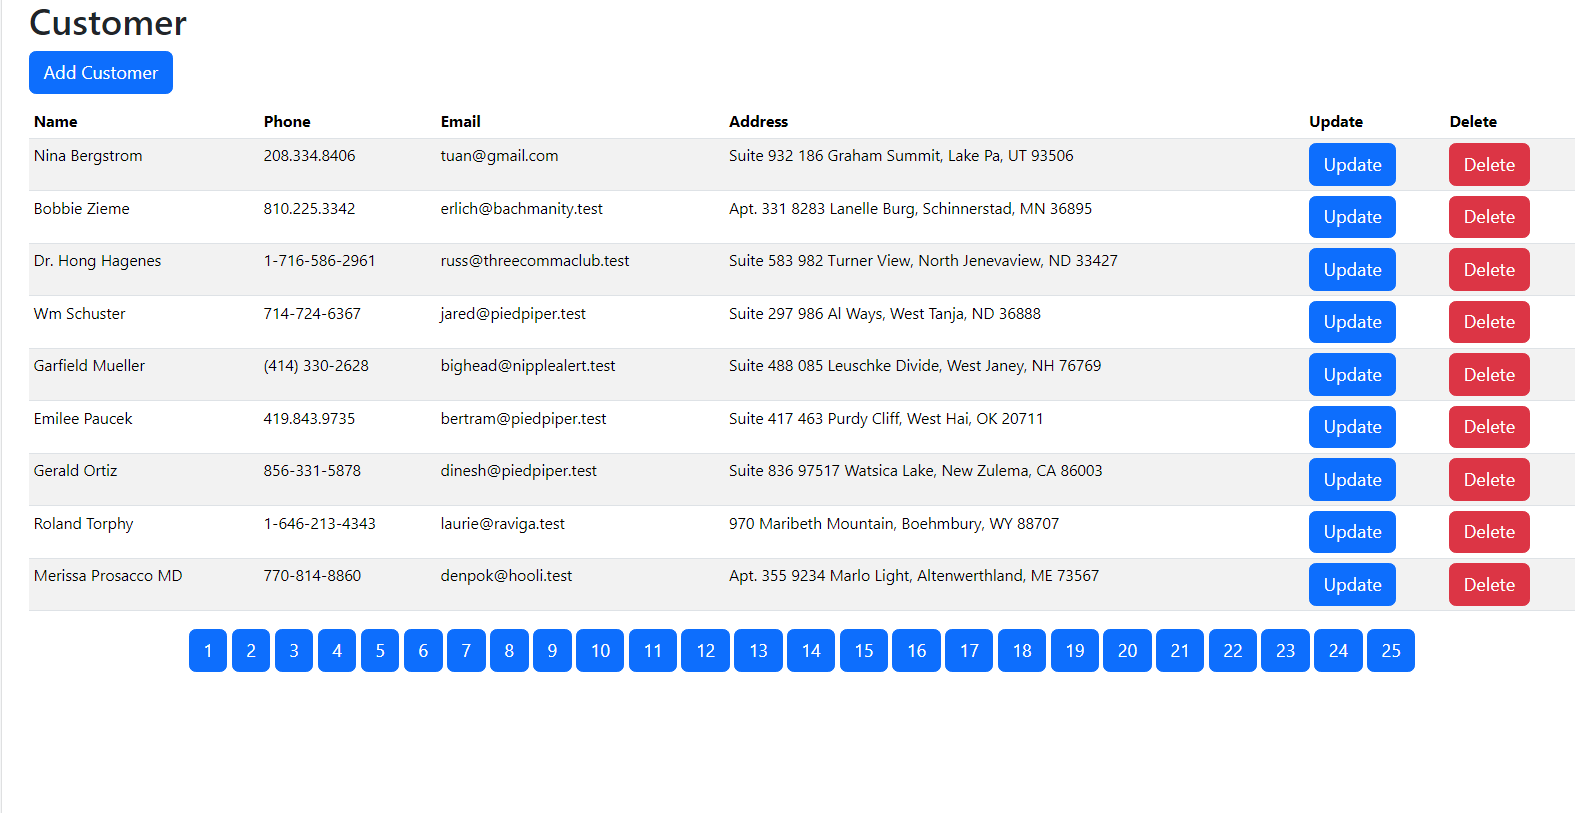 Customer
Add Customer
Name Phone Email Address Update Delete
Nina Bergstrom 208.334.8406 tuan@gmail.com Suite 932 186 Graham Summit, Lake Pa, UT 93506 Update Delete
Bobbie Zieme 810.225.3342 erlich@bachmanity.test Apt. 331 8283 Lanelle Burg, Schinnerstad, MN 36895 Update Delete
Dr. Hong Hagenes 1-716-586-2961 russ@threecommaclub.test Suite 583 982 Turner View, North Jenevaview, ND 33427 Update Delete
Wm Schuster 714-724-6367 jared@piedpiper.test Suite 297 986 Al Ways, West Tanja, ND 36888 Update Delete
Garfield Mueller (414) 330-2628 bighead@nipplealert.test Suite 488 085 Leuschke Divide, West Janey, NH 76769 Update Delete
Emilee Paucek 419.843.9735 bertram@piedpiper.test Suite 417 463 Purdy Cliff, West Hai, OK 20711 Update Delete
Gerald Ortiz 856-331-5878 dinesh@piedpiper.test Suite 836 97517 Watsica Lake, New Zulema, CA 86003 Update Delete
Roland Torphy 1-646-213-4343 laurie@raviga.test 970 Maribeth Mountain, Boehmbury, WY 88707 Update Delete
Merissa Prosacco MD 770-814-8860 denpok@hooli.test Apt. 355 9234 Marlo Light, Altenwerthland, ME 73567 Update Delete
1 2 3 4 5 6 7 8 9 10 11 12 13 14 15 16 17 18 19 20 21 22 23 24 25